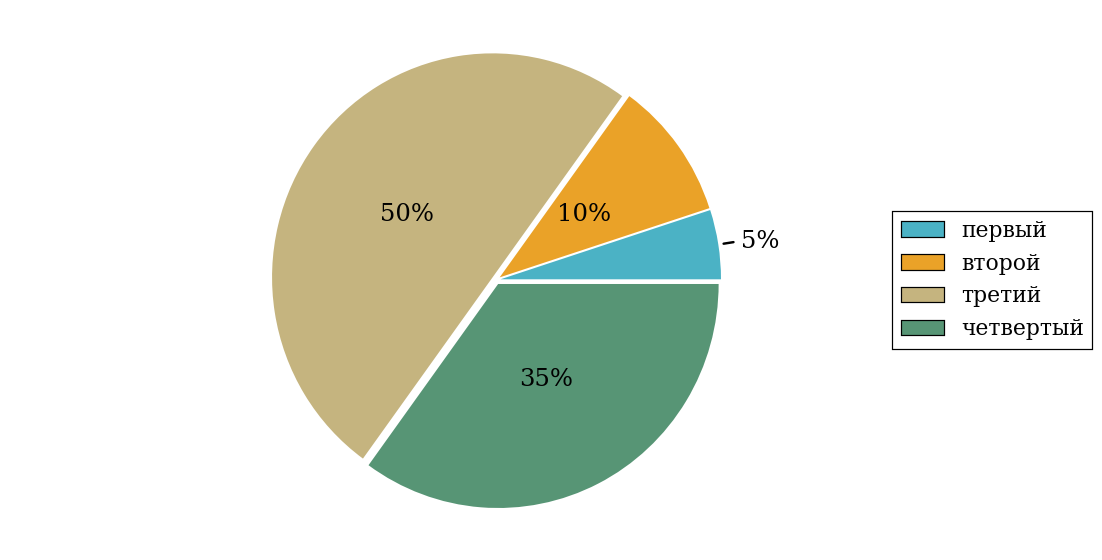 50%
10%
5%
35%
первый
второй
третий
четвертый